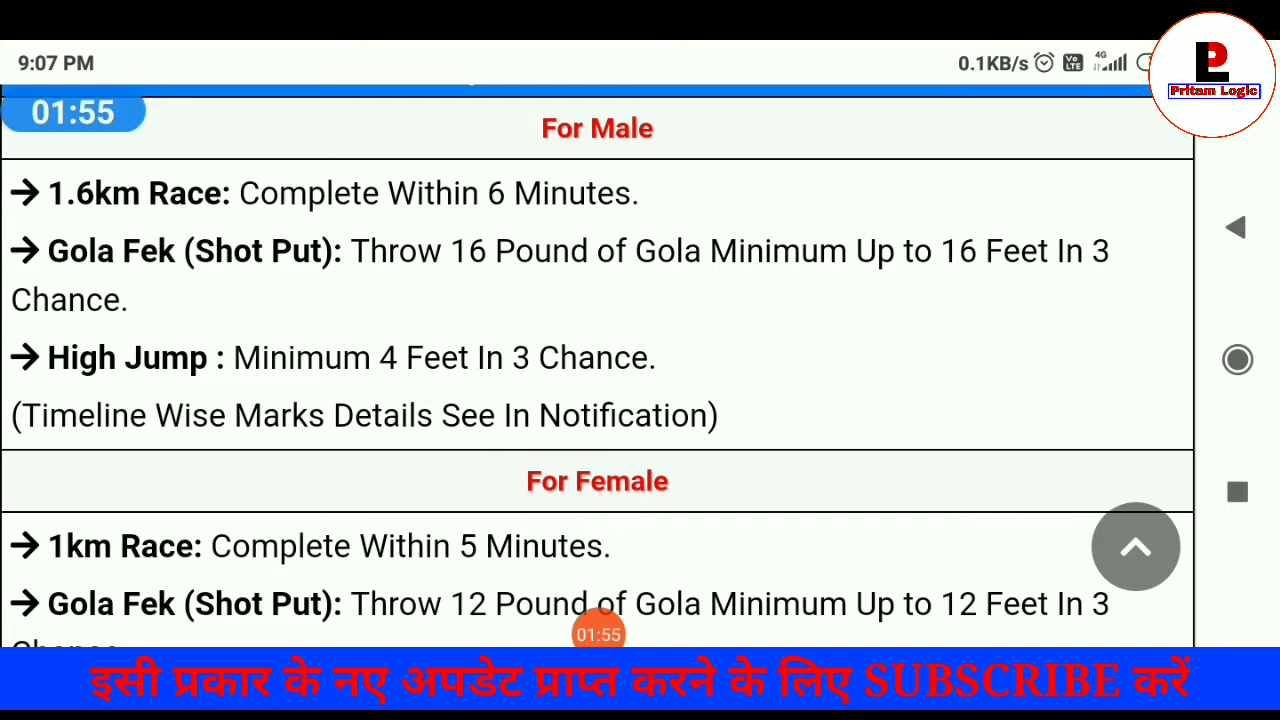 9:07 PM
0.1KB/s
Vo
LTE
4G
Pritam Logic
01:55
For Male
→ 1.6km Race: Complete Within 6 Minutes.
→ Gola Fek (Shot Put): Throw 16 Pound of Gola Minimum Up to 16 Feet In 3
Chance.
→ High Jump : Minimum 4 Feet In 3 Chance.
(Timeline Wise Marks Details See In Notification)
For Female
→ 1km Race: Complete Within 5 Minutes.
→ Gola Fek (Shot Put): Throw 12 Pound of Gola Minimum Up to 12 Feet In 3
01:55
इसी प्रकार के नए अपडेट प्राप्त करने के लिए SUBSCRIBE करें